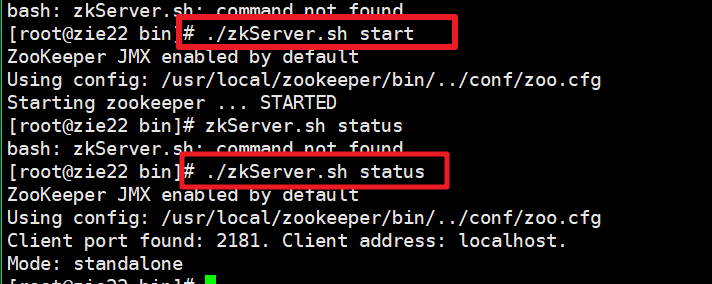 bash: zkServer.sh: command not found
[root@zie22 bin]# ./zkServer.sh start
ZooKeeper JMX enabled by default
Using config: /usr/local/zookeeper/bin/../conf/zoo.cfg
Starting zookeeper ... STARTED
[root@zie22 bin]# zkServer.sh status
bash: zkServer.sh: command not found
[root@zie22 bin]# ./zkServer.sh status
ZooKeeper JMX enabled by default
Using config: /usr/local/zookeeper/bin/../conf/zoo.cfg
Client port found: 2181. Client address: localhost.
Mode: standalone
[root@zie22 bin]#